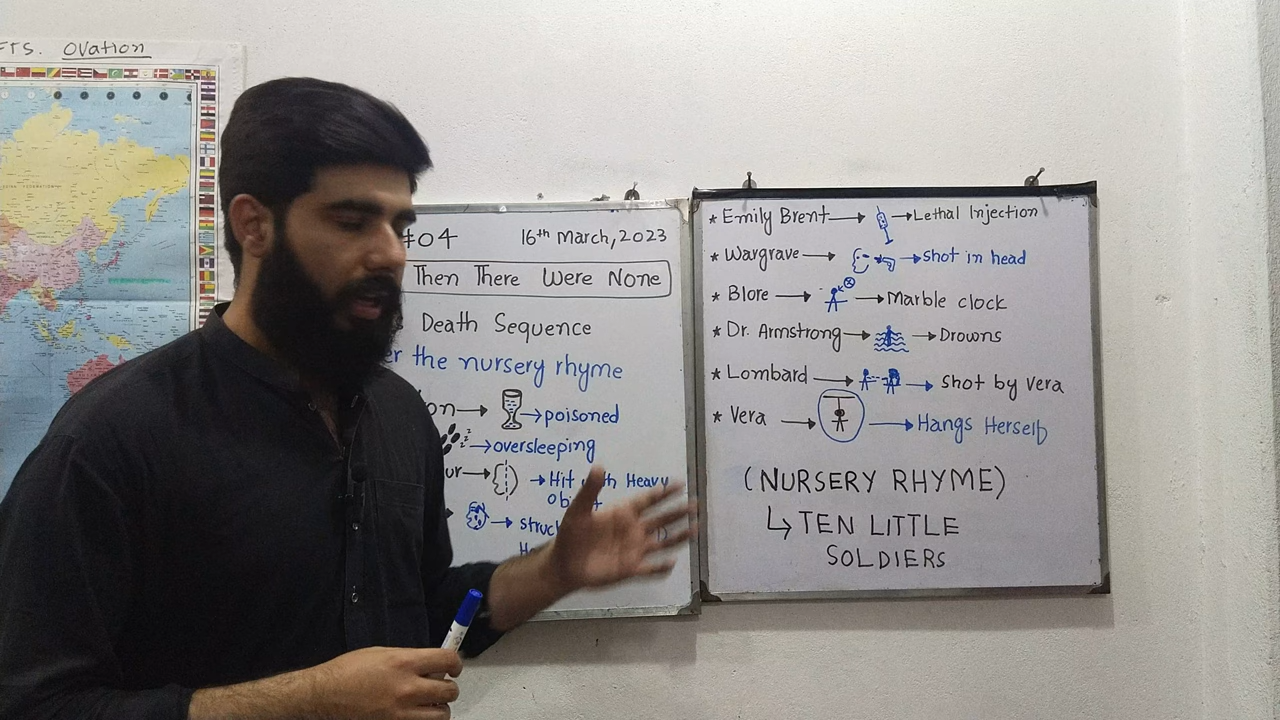 FTS. Ovation
#04 16th March, 2023
Then There Were None
Death Sequence
the nursery rhyme
→ poisoned
→ oversleeping
→ Hit Heavy
→
* Emily Brent → → Lethal Injection
* Wargrave → → shot in head
* Blore → → Marble clock
* Dr. Armstrong → → Drowns
* Lombard → → shot by Vera
* Vera → → Hangs Herself
(NURSERY RHYME)
↳ TEN LITTLE
SOLDIERS